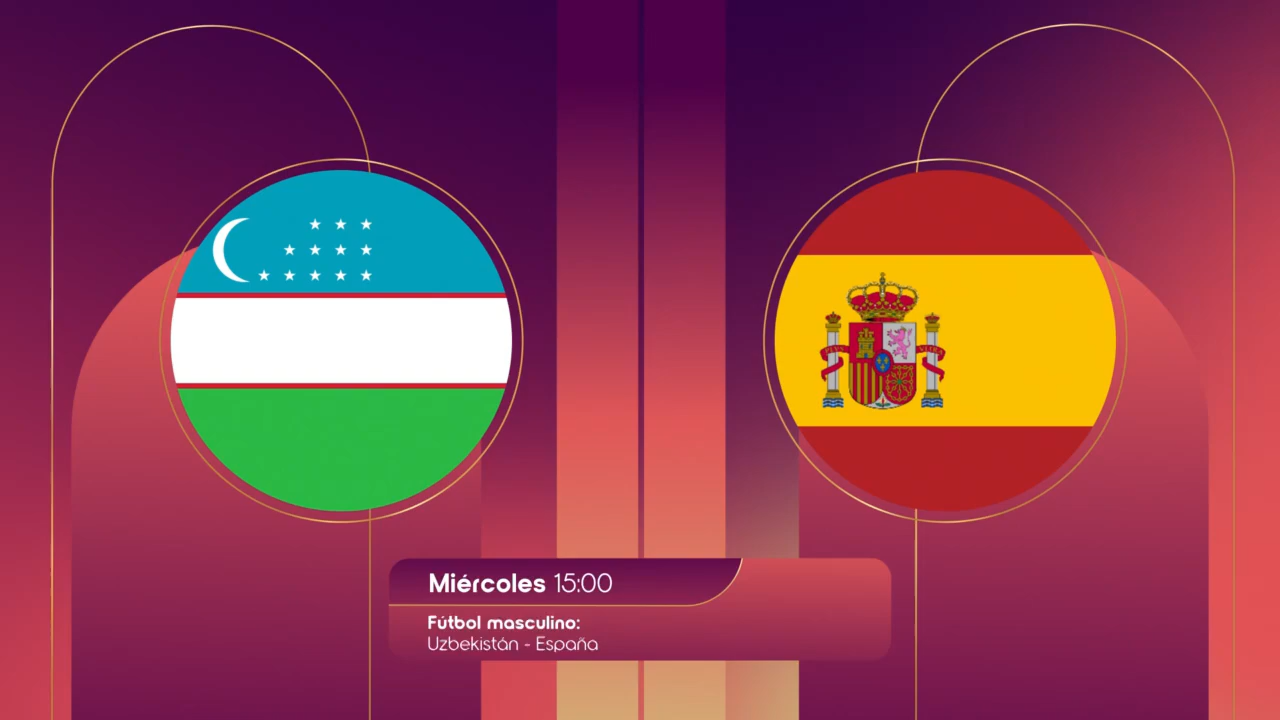 Miércoles 15:00
Fútbol masculino:
Uzbekistán - España